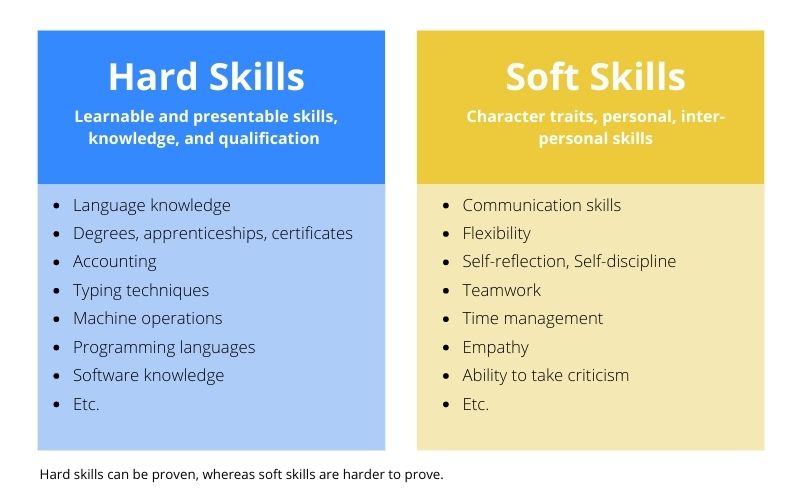 Hard Skills
Learnable and presentable skills,
knowledge, and qualification
• Language knowledge
• Degrees, apprenticeships, certificates
• Accounting
• Typing techniques
• Machine operations
• Programming languages
• Software knowledge
• Etc.
Soft Skills
Character traits, personal, inter-
personal skills
• Communication skills
• Flexibility
• Self-reflection, Self-discipline
• Teamwork
• Time management
• Empathy
• Ability to take criticism
• Etc.
Hard skills can be proven, whereas soft skills are harder to prove.